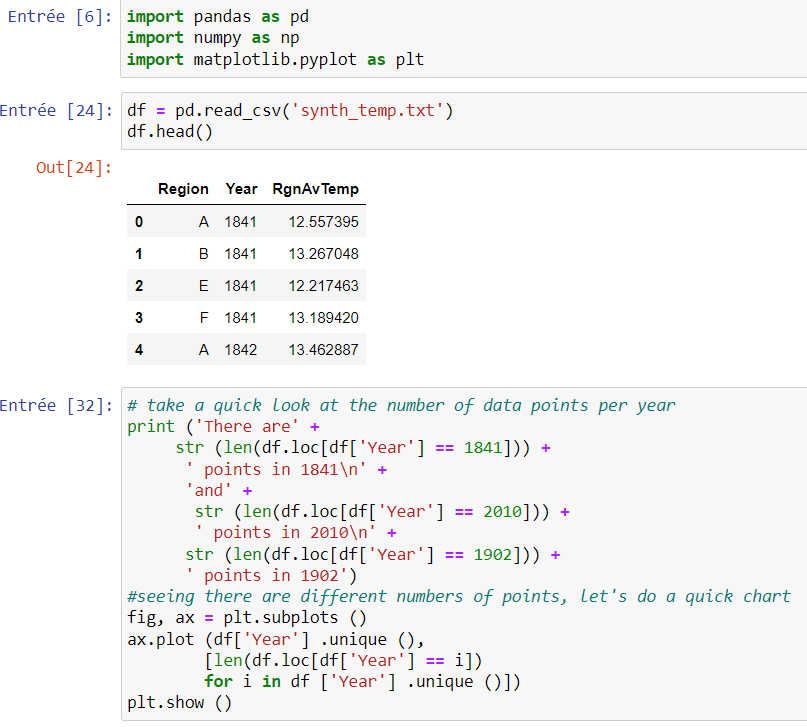 Entrée [6]: import pandas as pd
import numpy as np
import matplotlib.pyplot as plt
Entrée [24]: df = pd.read_csv('synth_temp.txt')
df.head()
Out[24]:
Region Year RgnAvTemp
0 A 1841 12.557395
1 B 1841 13.267048
2 E 1841 12.217463
3 F 1841 13.189420
4 A 1842 13.462887
Entrée [32]: # take a quick look at the number of data points per year
print ('There are' +
str (len(df.loc[df['Year'] == 1841])) +
' points in 1841\n' +
'and' +
str (len(df.loc[df['Year'] == 2010])) +
' points in 2010\n' +
str (len(df.loc[df['Year'] == 1902])) +
' points in 1902')
#seeing there are different numbers of points, let's do a quick chart
fig, ax = plt.subplots ()
ax.plot (df['Year'] .unique (),
[len(df.loc[df['Year'] == i])
for i in df ['Year'] .unique ()])
plt.show ()